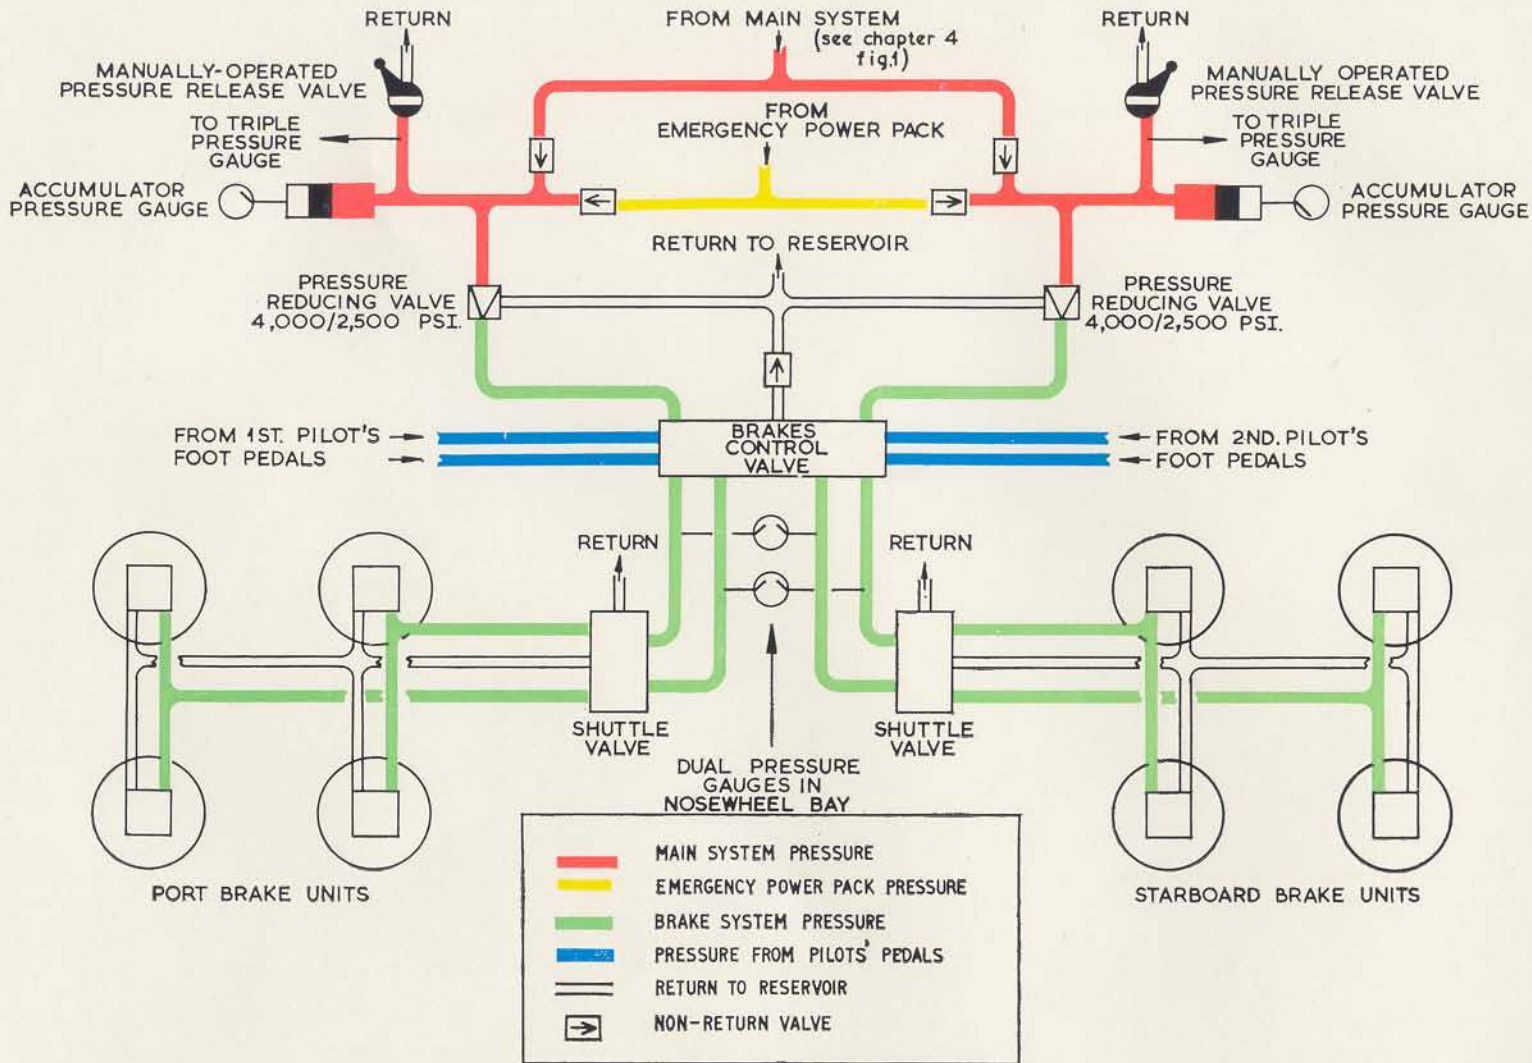 RETURN
FROM MAIN SYSTEM
(see chapter 4
fig.1)
RETURN
MANUALLY-OPERATED
PRESSURE RELEASE VALVE
MANUALLY OPERATED
PRESSURE RELEASE VALVE
TO TRIPLE
PRESSURE
GAUGE
FROM
EMERGENCY POWER PACK
TO TRIPLE
PRESSURE
GAUGE
ACCUMULATOR
PRESSURE GAUGE
ACCUMULATOR
PRESSURE GAUGE
RETURN TO RESERVOIR
PRESSURE
REDUCING VALVE
4,000/2,500 PSI.
PRESSURE
REDUCING VALVE
4,000/2,500 PSI.
FROM 1ST. PILOT'S
FOOT PEDALS
BRAKES
CONTROL
VALVE
FROM 2ND. PILOT'S
FOOT PEDALS
RETURN
RETURN
SHUTTLE
VALVE
SHUTTLE
VALVE
DUAL PRESSURE
GAUGES IN
NOSEWHEEL BAY
PORT BRAKE UNITS
STARBOARD BRAKE UNITS
MAIN SYSTEM PRESSURE
EMERGENCY POWER PACK PRESSURE
BRAKE SYSTEM PRESSURE
PRESSURE FROM PILOTS' PEDALS
RETURN TO RESERVOIR
NON-RETURN VALVE